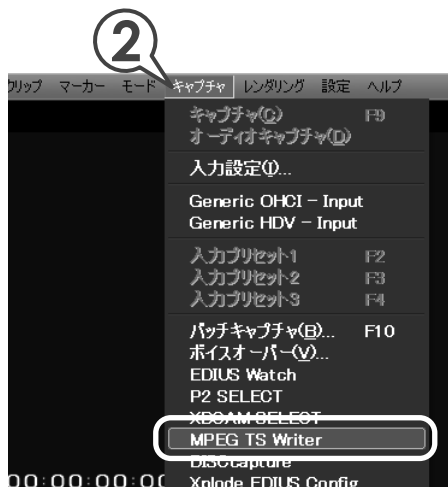 ②
クリップ マーカー モード キャプチャ レンダリング 設定 ヘルプ
キャプチャ(C) F9
オーディオキャプチャ(D)
入力設定(I)...
Generic OHCI - Input
Generic HDV - Input
入力プリセット1 F2
入力プリセット2 F3
入力プリセット3 F4
バッチキャプチャ(B)... F10
ボイスオーバー(V)...
EDIUS Watch
P2 SELECT
XDCAM SELECT
MPEG TS Writer
DISCcapture
Xplode EDIUS Config
00:00:00:00